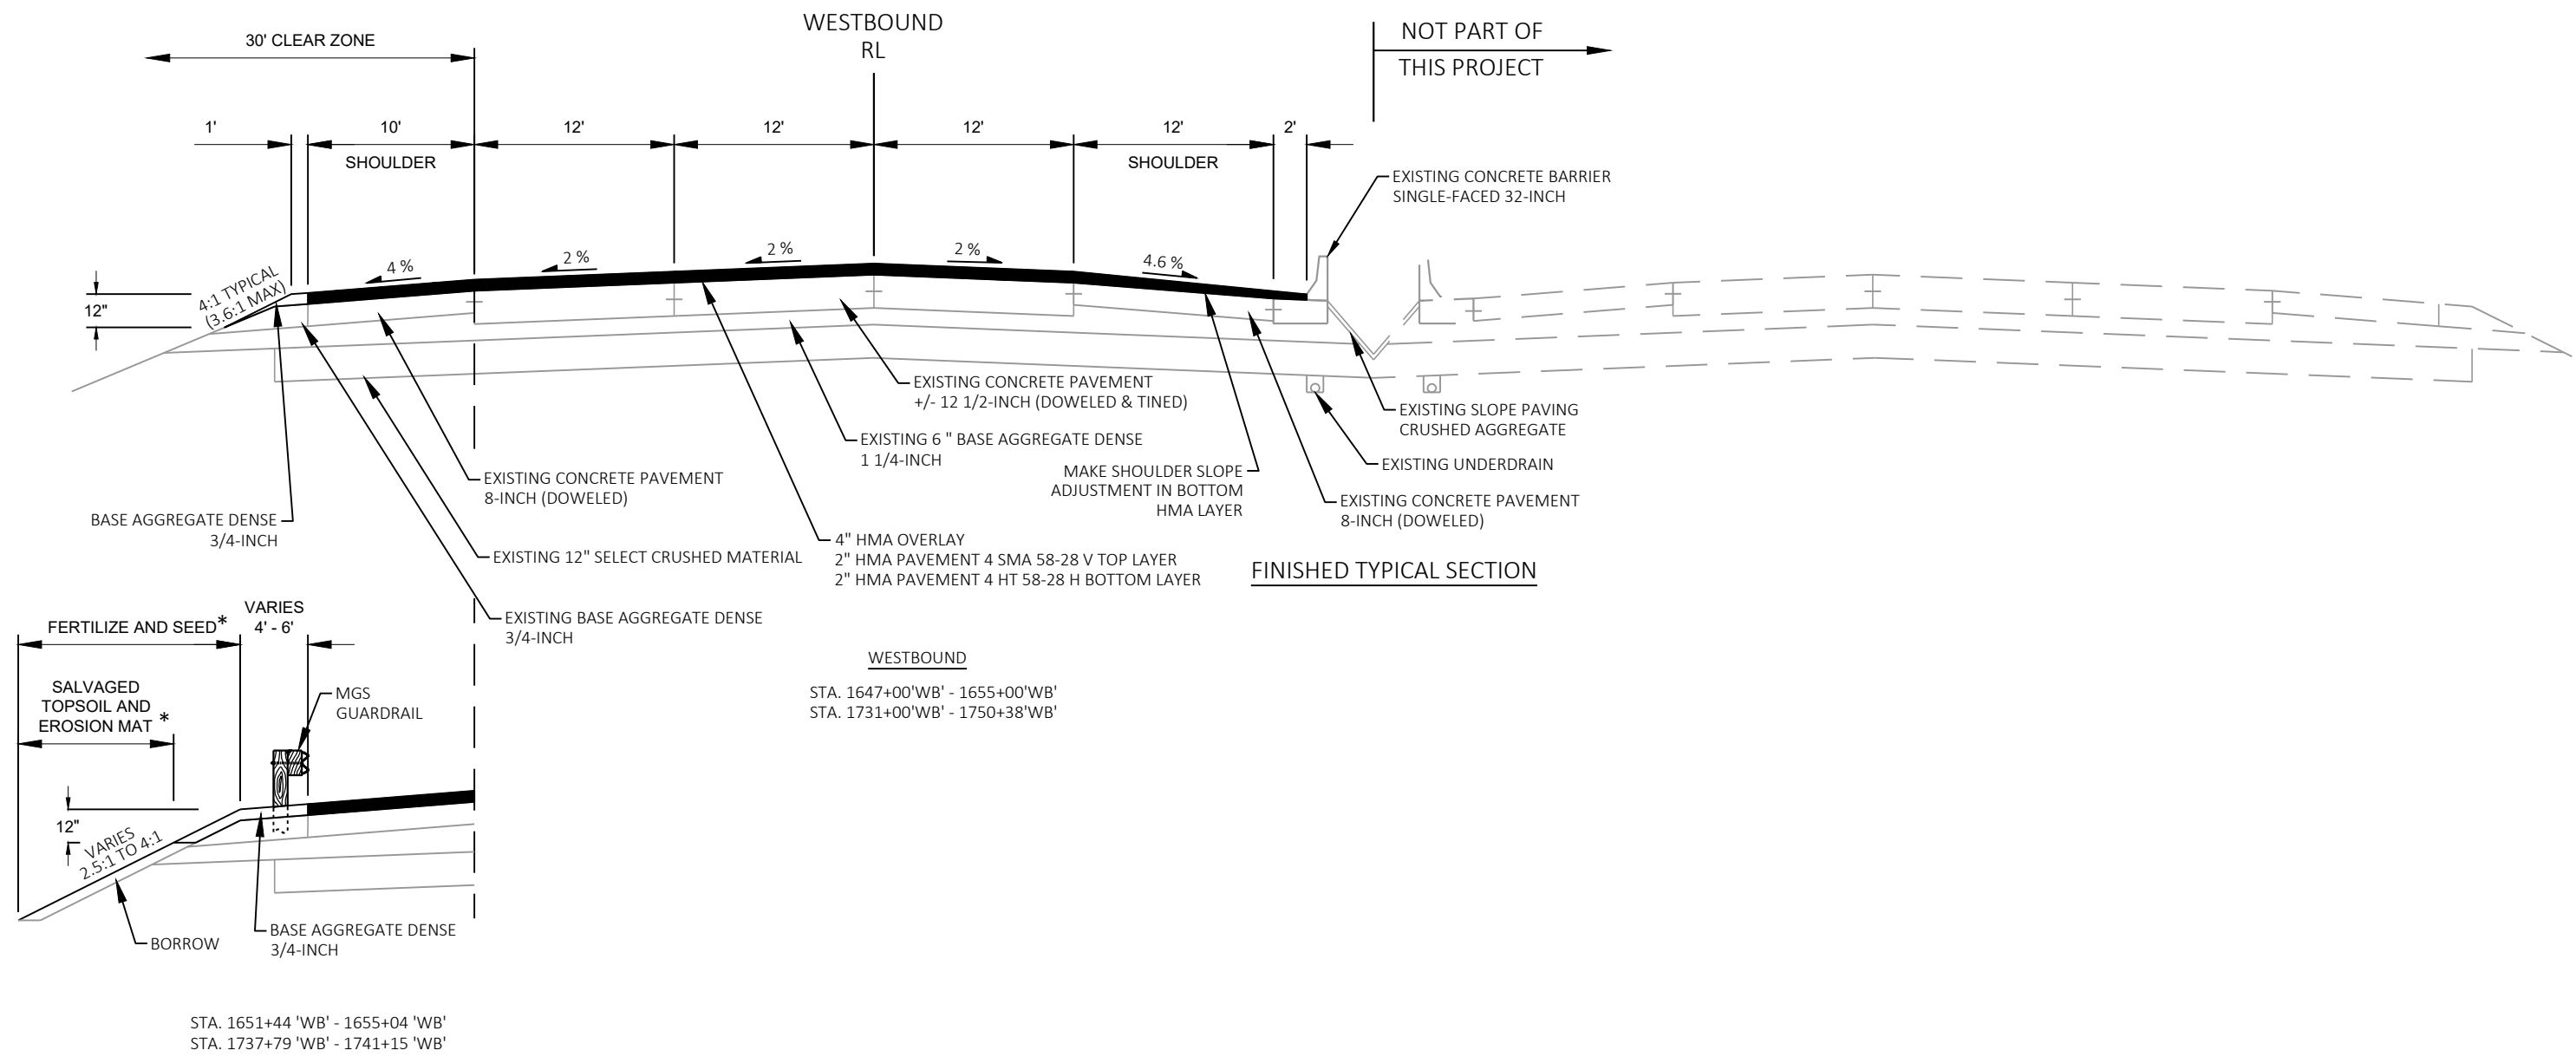 WESTBOUND
RL
NOT PART OF
THIS PROJECT
30' CLEAR ZONE
1'
10'
12'
12'
12'
12'
2'
SHOULDER
SHOULDER
EXISTING CONCRETE BARRIER
SINGLE-FACED 32-INCH
4:1 TYPICAL
(3.6:1 MAX)
4 %
2 %
2 %
2 %
4.6 %
12"
EXISTING CONCRETE PAVEMENT
+/- 12 1/2-INCH (DOWELED & TINED)
EXISTING SLOPE PAVING
CRUSHED AGGREGATE
EXISTING 6 " BASE AGGREGATE DENSE
1 1/4-INCH
EXISTING UNDERDRAIN
MAKE SHOULDER SLOPE
ADJUSTMENT IN BOTTOM
HMA LAYER
EXISTING CONCRETE PAVEMENT
8-INCH (DOWELED)
EXISTING CONCRETE PAVEMENT
8-INCH (DOWELED)
BASE AGGREGATE DENSE
3/4-INCH
EXISTING 12" SELECT CRUSHED MATERIAL
4" HMA OVERLAY
2" HMA PAVEMENT 4 SMA 58-28 V TOP LAYER
2" HMA PAVEMENT 4 HT 58-28 H BOTTOM LAYER
FINISHED TYPICAL SECTION
EXISTING BASE AGGREGATE DENSE
3/4-INCH
WESTBOUND
STA. 1647+00'WB' - 1655+00'WB'
STA. 1731+00'WB' - 1750+38'WB'
FERTILIZE AND SEED*
VARIES
4' - 6'
SALVAGED
TOPSOIL AND
EROSION MAT *
MGS
GUARDRAIL
12"
VARIES
2.5:1 TO 4:1
BORROW
BASE AGGREGATE DENSE
3/4-INCH
STA. 1651+44 'WB' - 1655+04 'WB'
STA. 1737+79 'WB' - 1741+15 'WB'